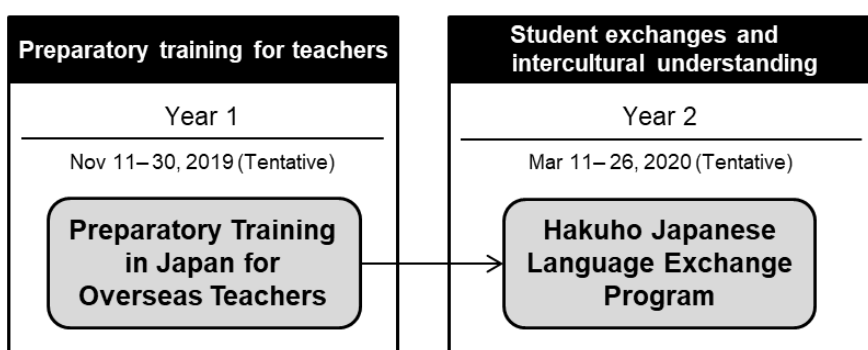 Preparatory training for teachers
Year 1
Nov 11–30, 2019 (Tentative)
Preparatory Training
in Japan for
Overseas Teachers
Student exchanges and
intercultural understanding
Year 2
Mar 11–26, 2020 (Tentative)
Hakuho Japanese
Language Exchange
Program